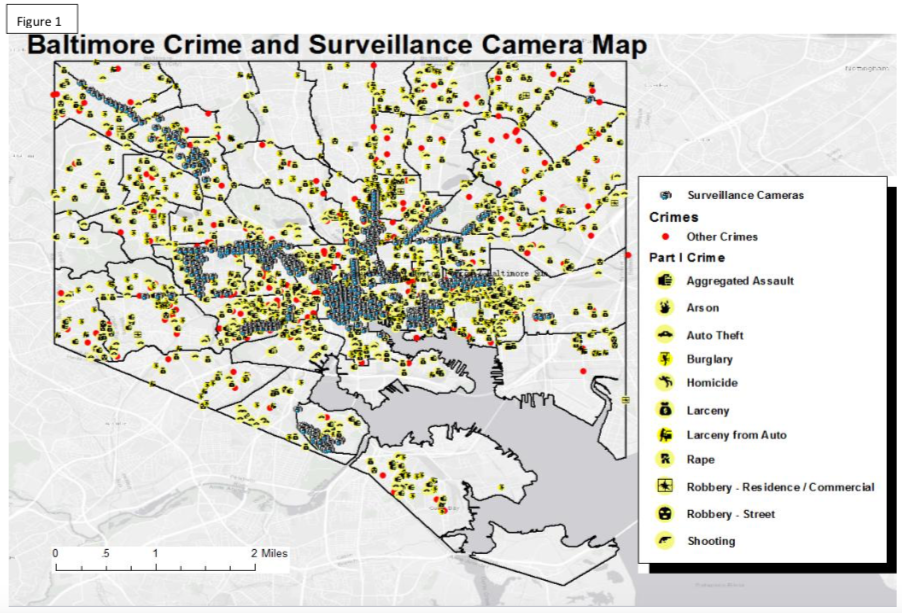 Figure 1
Baltimore Crime and Surveillance Camera Map
Surveillance Cameras
Crimes
Other Crimes
Part I Crime
Aggregated Assault
Arson
Auto Theft
Burglary
Homicide
Larceny
Larceny from Auto
Rape
Robbery - Residence / Commercial
Robbery - Street
Shooting
0 .5 1 2 Miles